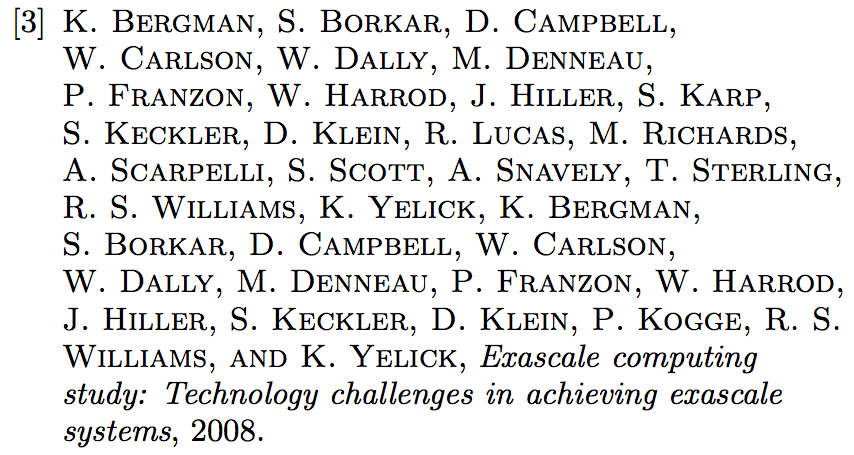 [3] K. Bergman, S. Borkar, D. Campbell,
W. Carlson, W. Dally, M. Denneau,
P. Franzon, W. Harrod, J. Hiller, S. Karp,
S. Keckler, D. Klein, R. Lucas, M. Richards,
A. Scarpelli, S. Scott, A. Snavely, T. Sterling,
R. S. Williams, K. Yelick, K. Bergman,
S. Borkar, D. Campbell, W. Carlson,
W. Dally, M. Denneau, P. Franzon, W. Harrod,
J. Hiller, S. Keckler, D. Klein, P. Kogge, R. S.
Williams, and K. Yelick, Exascale computing
study: Technology challenges in achieving exascale
systems, 2008.